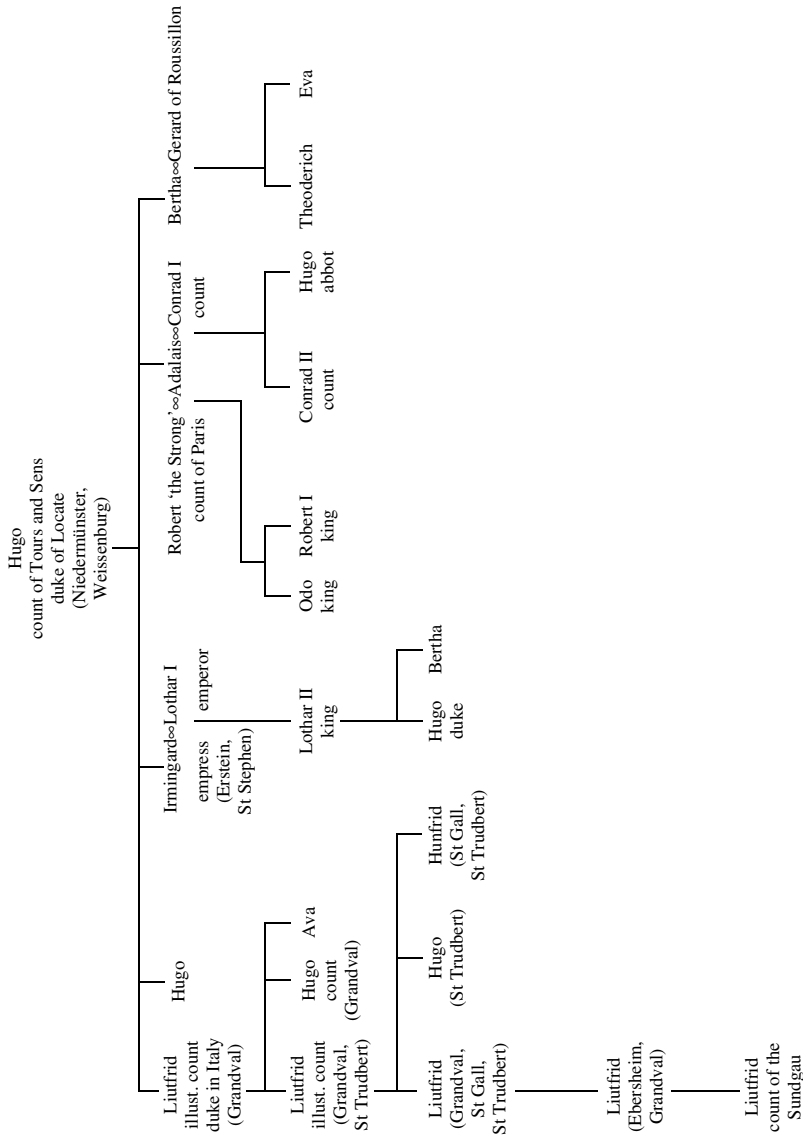 Hugo
count of Tours and Sens
duke of Locate
(Niedermünster,
Weissenburg)
Liutfrid
illust. count
duke in Italy
(Grandval)
Hugo
Irmingard∞Lothar I
empress emperor
(Erstein,
St Stephen)
Robert ‘the Strong’∞Adalais∞Conrad I
count of Paris count
Bertha∞Gerard of Roussillon
Liutfrid
illust. count
(Grandval,
St Trudbert)
Hugo
count
(Grandval)
Ava
Lothar II
king
Odo
king
Robert I
king
Conrad II
count
Hugo
abbot
Theoderich
Eva
Liutfrid
(Grandval,
St Gall,
St Trudbert)
Hugo
(St Trudbert)
Hunfrid
(St Gall,
St Trudbert)
Hugo
duke
Bertha
Liutfrid
(Ebersheim,
Grandval)
Liutfrid
count of the
Sundgau